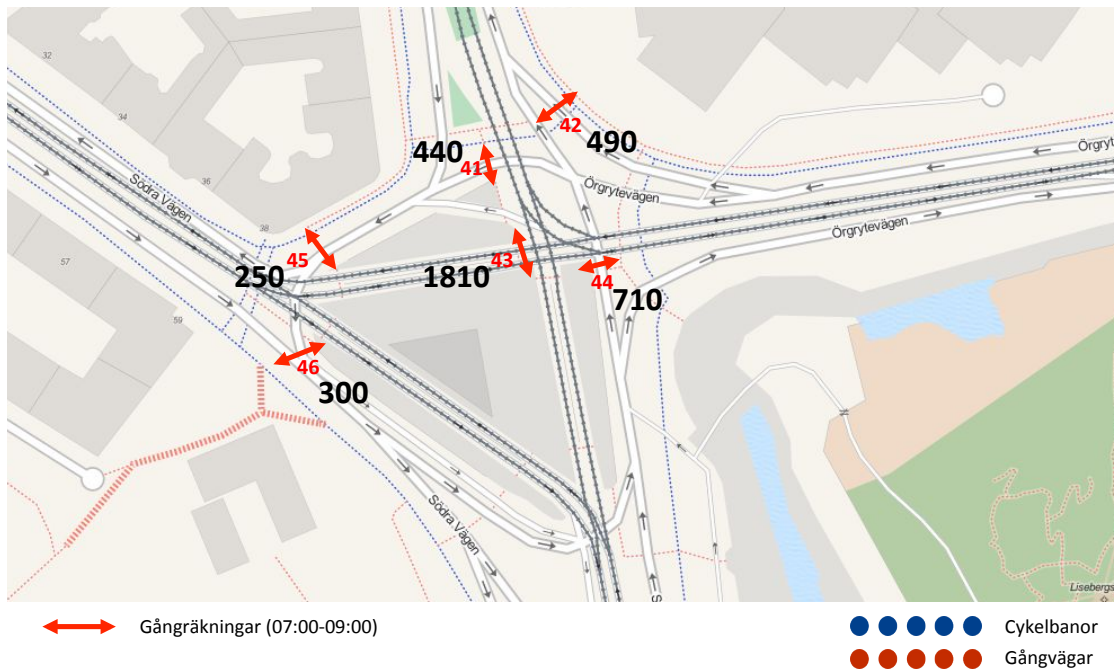 32
34
36
38
57
59
Södra Vägen
440
41
42
490
Örgrytevägen
Örgrytevägen
Örgrytevägen
45
250
1810
43
44
710
46
300
Södra Vägen
S
Lisebergs
Gångräkningar (07:00-09:00)
Cykelbanor
Gångvägar